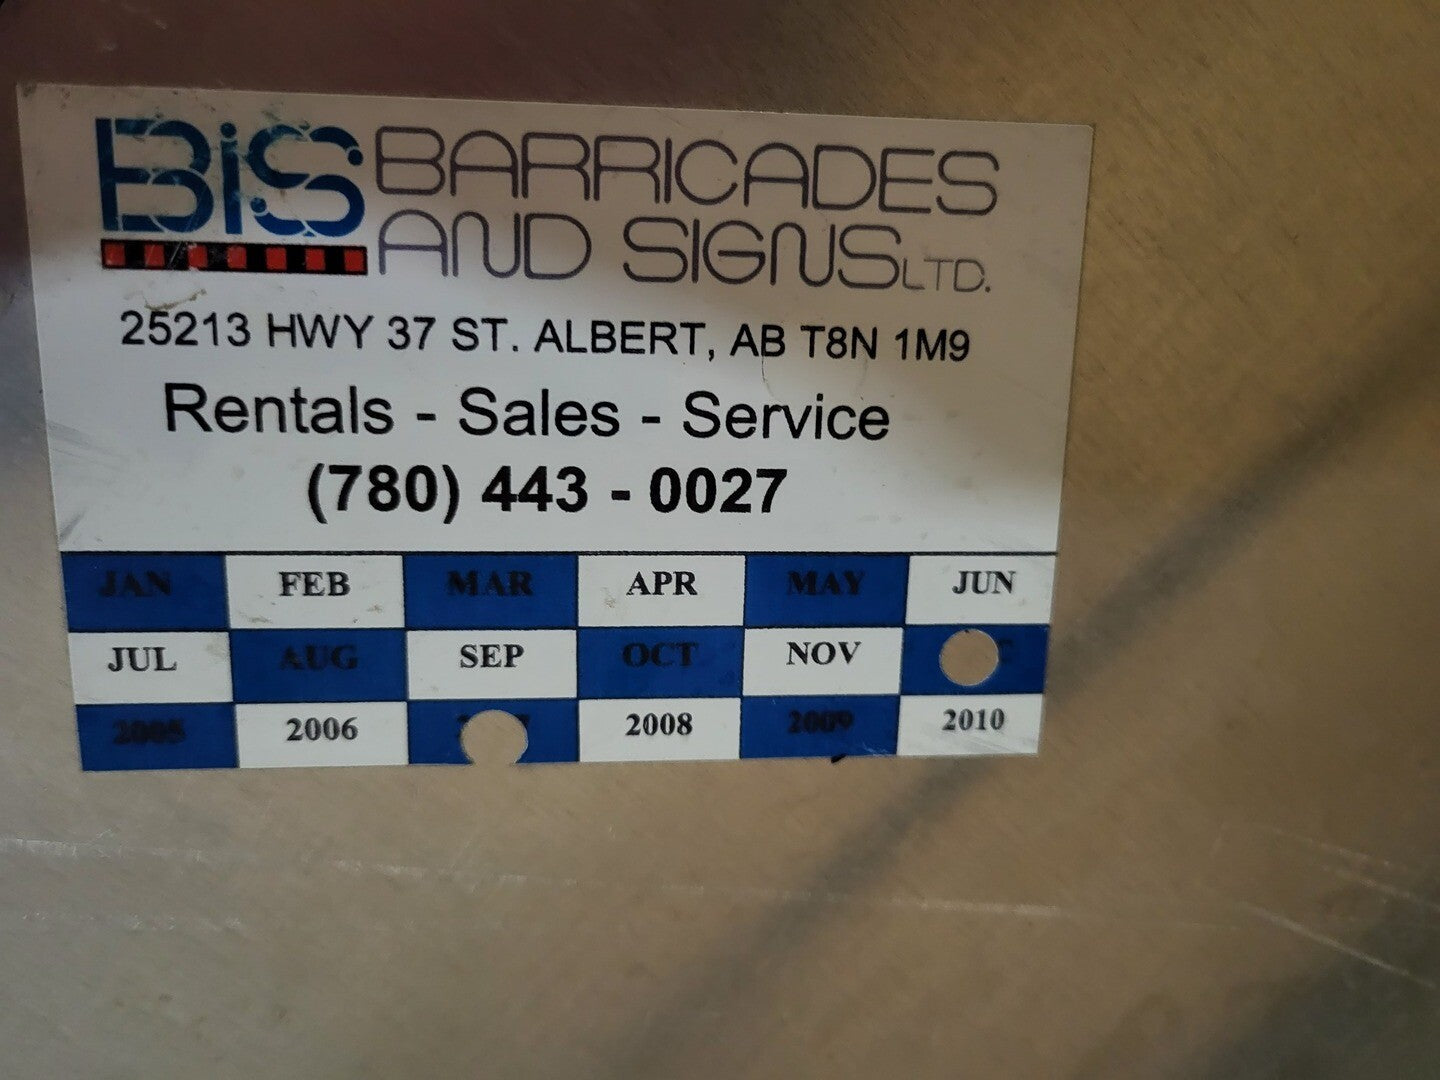 BiS BARRICADES
AND SIGNS LTD.
25213 HWY 37 ST. ALBERT, AB T8N 1M9
Rentals - Sales - Service
(780) 443 - 0027
JAN FEB MAR APR MAY JUN
JUL AUG SEP OCT NOV
2005 2006 2008 2009 2010